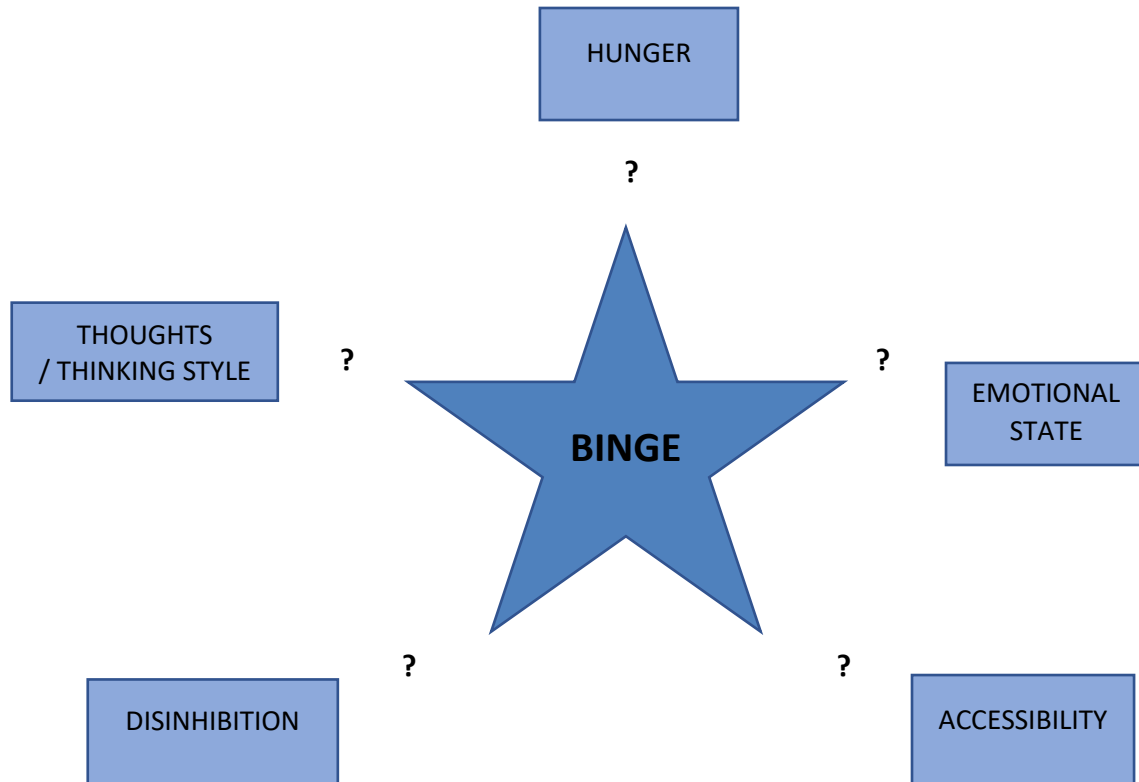 HUNGER
?
THOUGHTS
/ THINKING STYLE
?
?
EMOTIONAL
STATE
BINGE
?
?
DISINHIBITION
ACCESSIBILITY